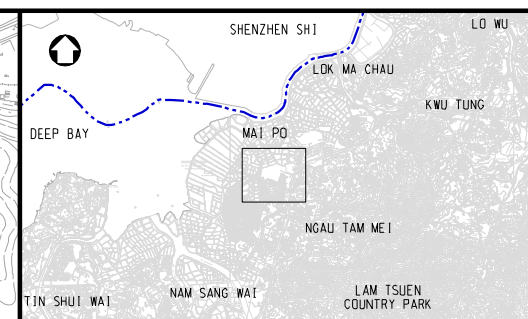 LO WU
SHENZHEN SHI
LOK MA CHAU
KWU TUNG
DEEP BAY
MAI PO
NGAU TAM MEI
TIN SHUI WAI
NAM SANG WAI
LAM TSUEN
COUNTRY PARK